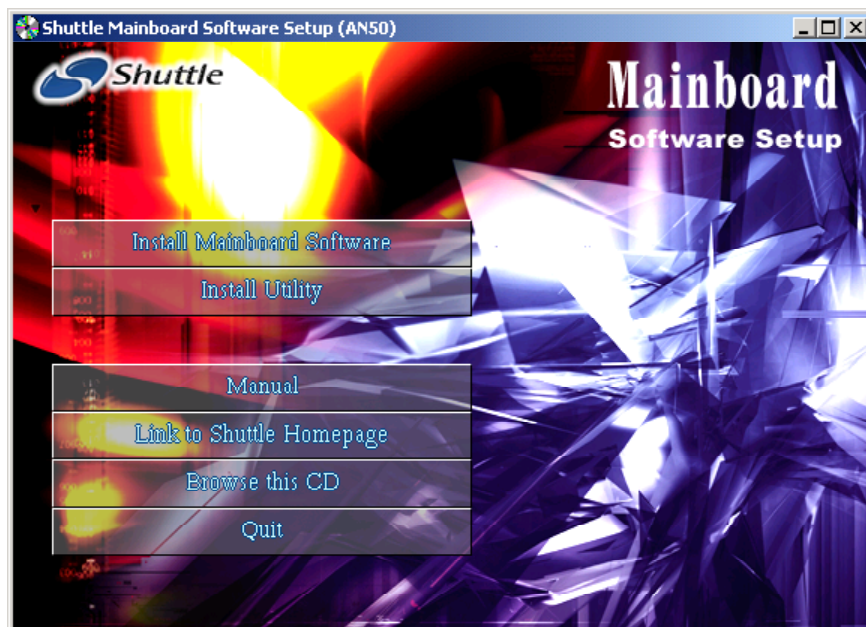 Shuttle Mainboard Software Setup (AN50)
Shuttle
Mainboard
Software Setup
Install Mainboard Software
Install Utility
Manual
Link to Shuttle Homepage
Browse this CD
Quit